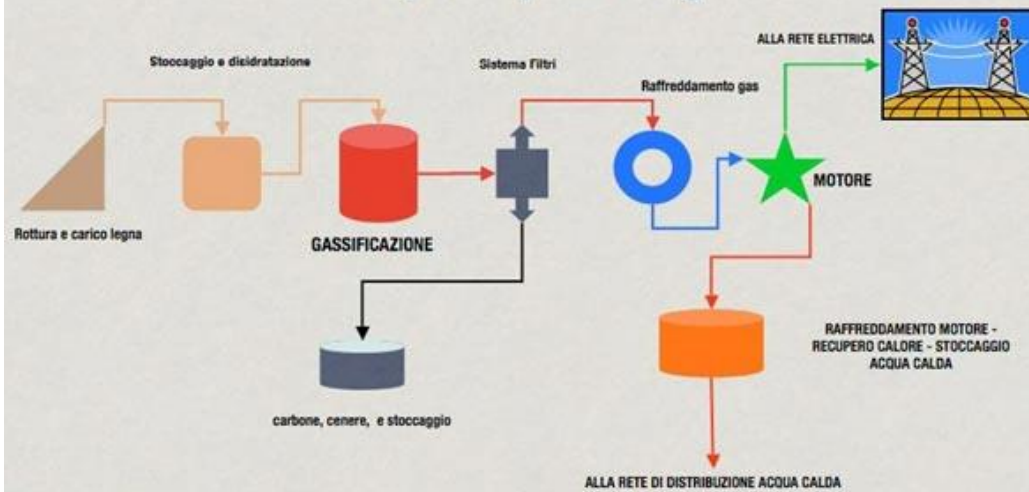 ALLA RETE ELETTRICA
Stoccaggio e disidratazione
Sistema Filtri
Raffreddamento gas
MOTORE
Rottura e carico legna
GASSIFICAZIONE
RAFFREDDAMENTO MOTORE -
RECUPERO CALORE - STOCCAGGIO
ACQUA CALDA
carbone, cenere, e stoccaggio
ALLA RETE DI DISTRIBUZIONE ACQUA CALDA